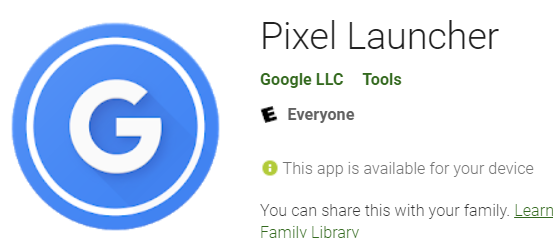 G
Pixel Launcher
Google LLC Tools
E Everyone
This app is available for your device
You can share this with your family. Learn
Family Library